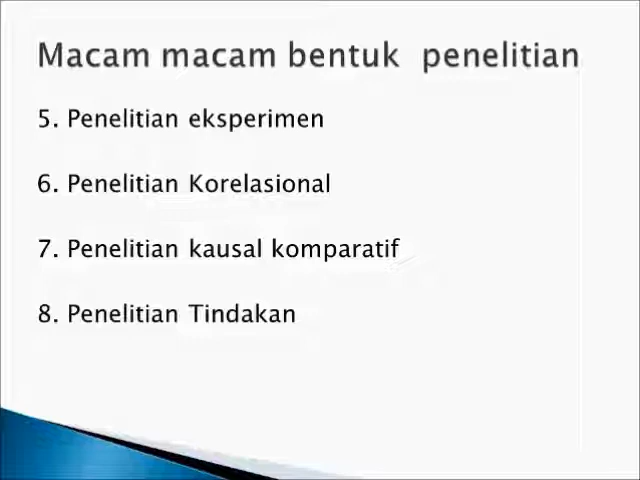 Macam macam bentuk penelitian
5. Penelitian eksperimen
6. Penelitian Korelasional
7. Penelitian kausal komparatif
8. Penelitian Tindakan